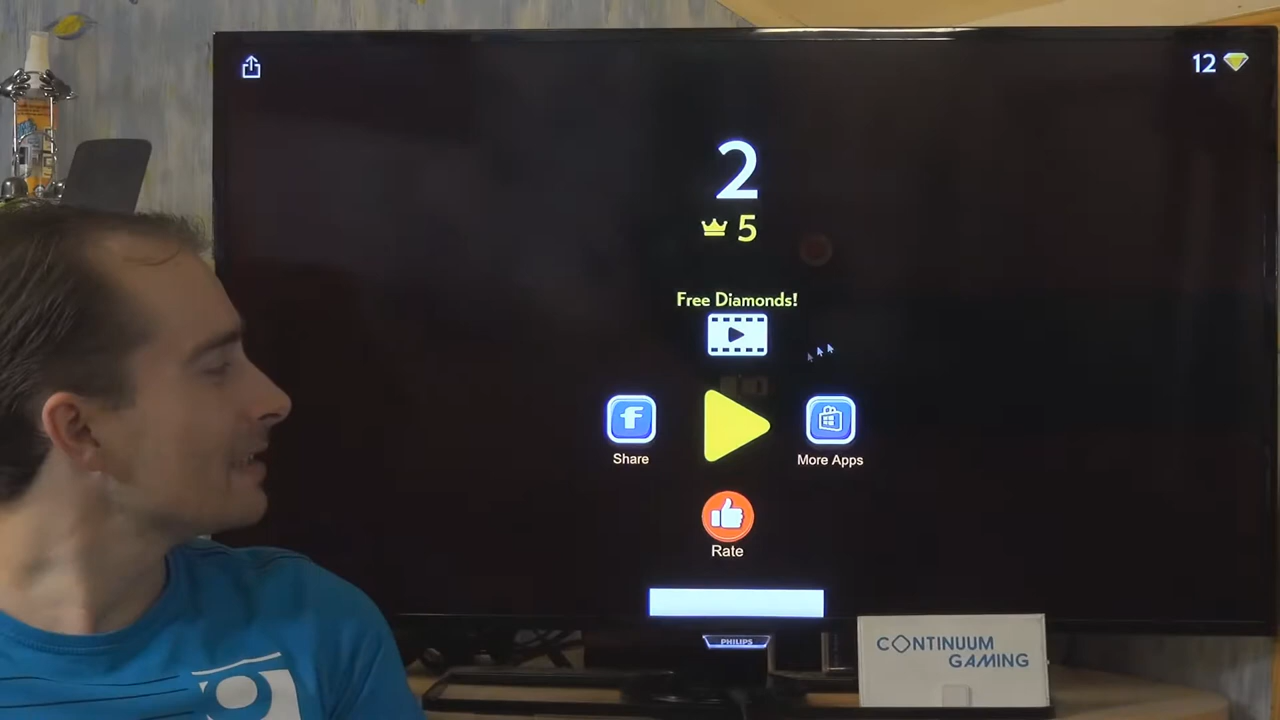 12
2
5
Free Diamonds!
Share
More Apps
Rate
PHILIPS
CONTINUUM
GAMING